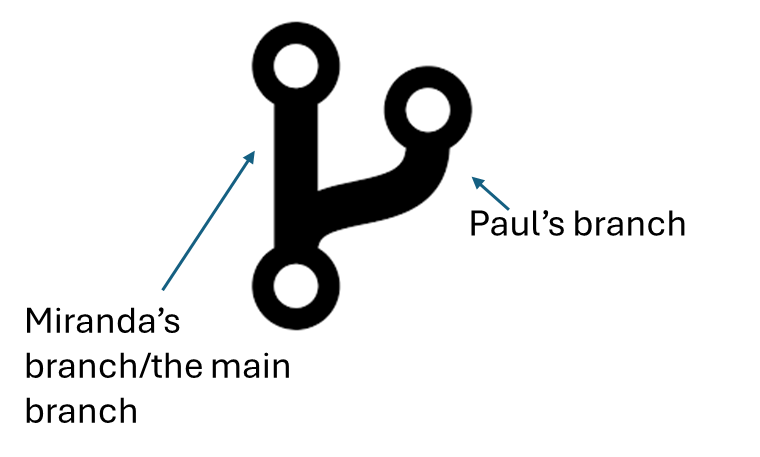 Paul’s branch
Miranda’s
branch/the main
branch